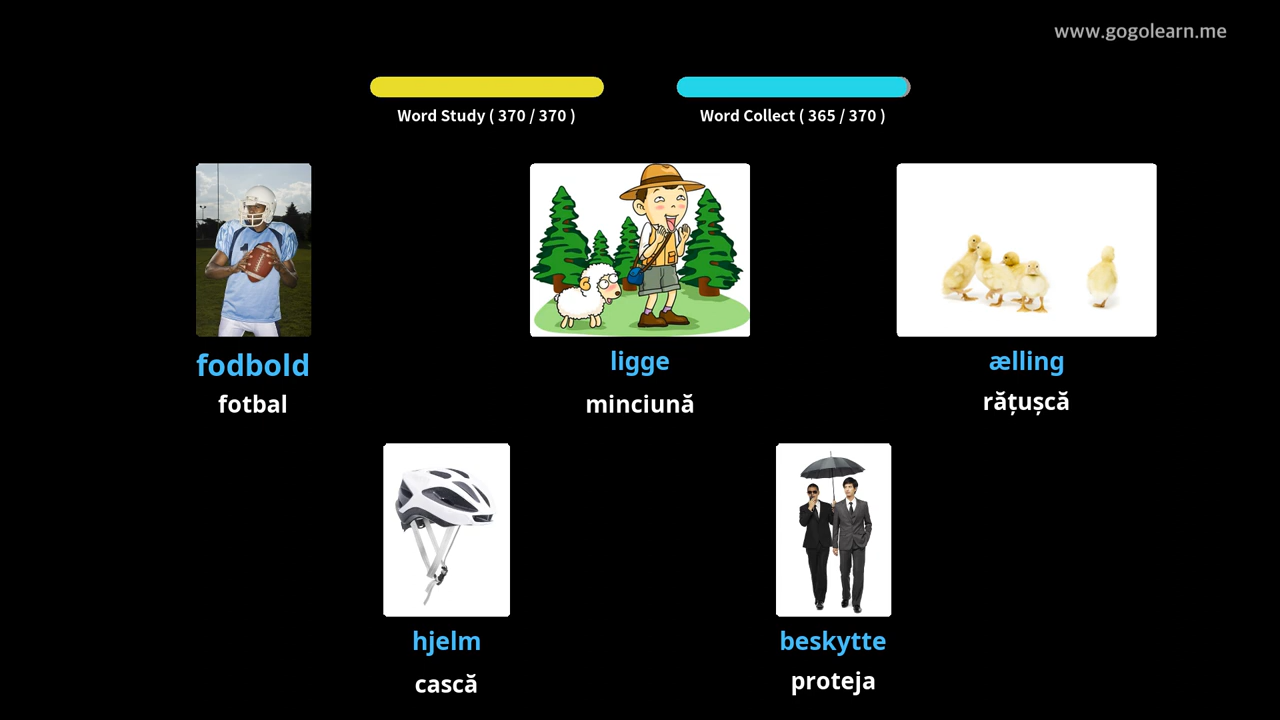 www.gogolearn.me
Word Study ( 370 / 370 )
Word Collect ( 365 / 370 )
fodbold
fotbal
ligge
minciună
ælling
rățușcă
hjelm
cască
beskytte
proteja